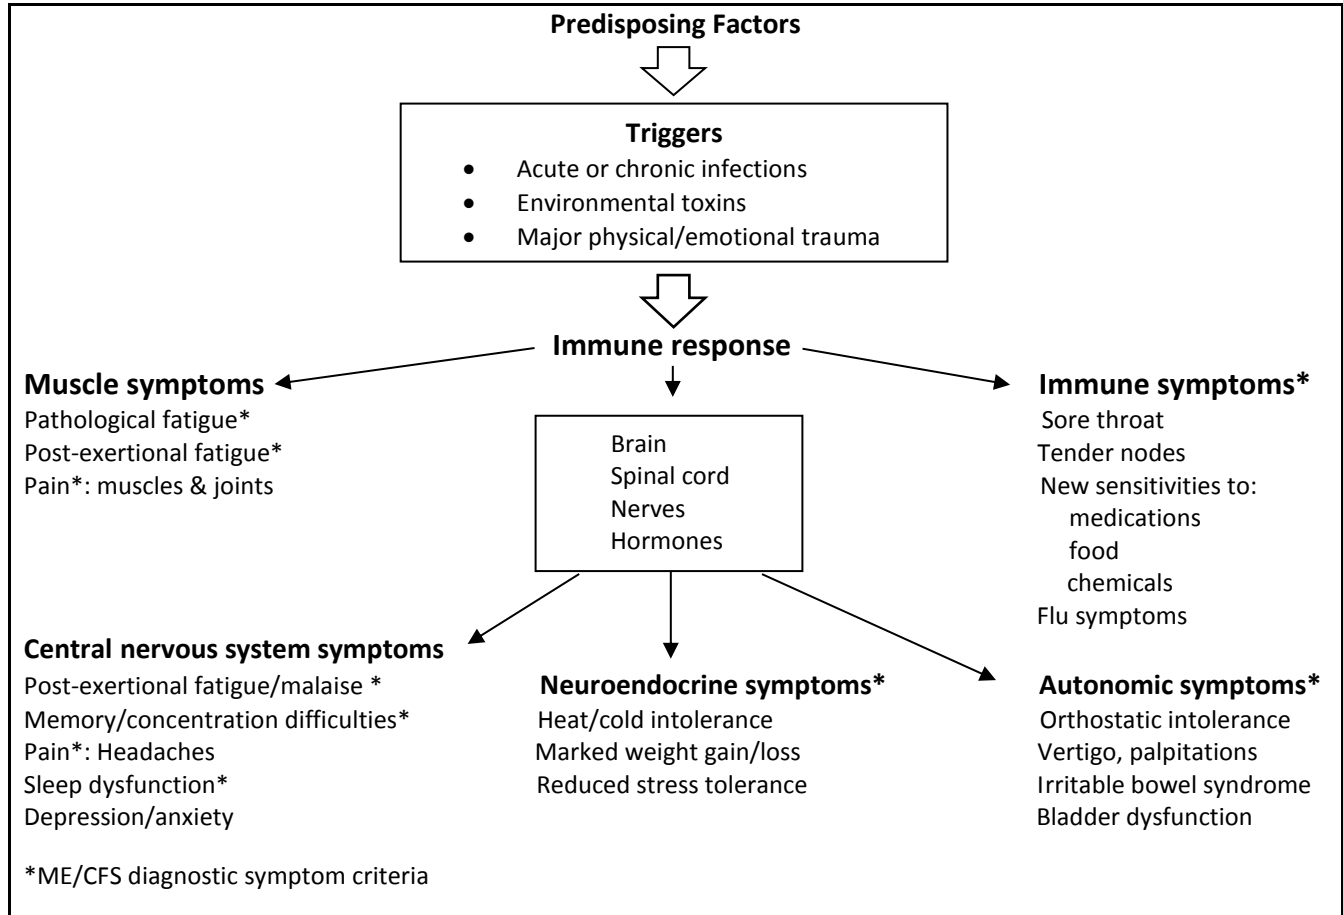 Predisposing Factors
Triggers
• Acute or chronic infections
• Environmental toxins
• Major physical/emotional trauma
Immune response
Muscle symptoms
Pathological fatigue*
Post-exertional fatigue*
Pain*: muscles & joints
Brain
Spinal cord
Nerves
Hormones
Immune symptoms*
Sore throat
Tender nodes
New sensitivities to:
medications
food
chemicals
Flu symptoms
Central nervous system symptoms
Post-exertional fatigue/malaise *
Memory/concentration difficulties*
Pain*: Headaches
Sleep dysfunction*
Depression/anxiety
Neuroendocrine symptoms*
Heat/cold intolerance
Marked weight gain/loss
Reduced stress tolerance
Autonomic symptoms*
Orthostatic intolerance
Vertigo, palpitations
Irritable bowel syndrome
Bladder dysfunction
*ME/CFS diagnostic symptom criteria